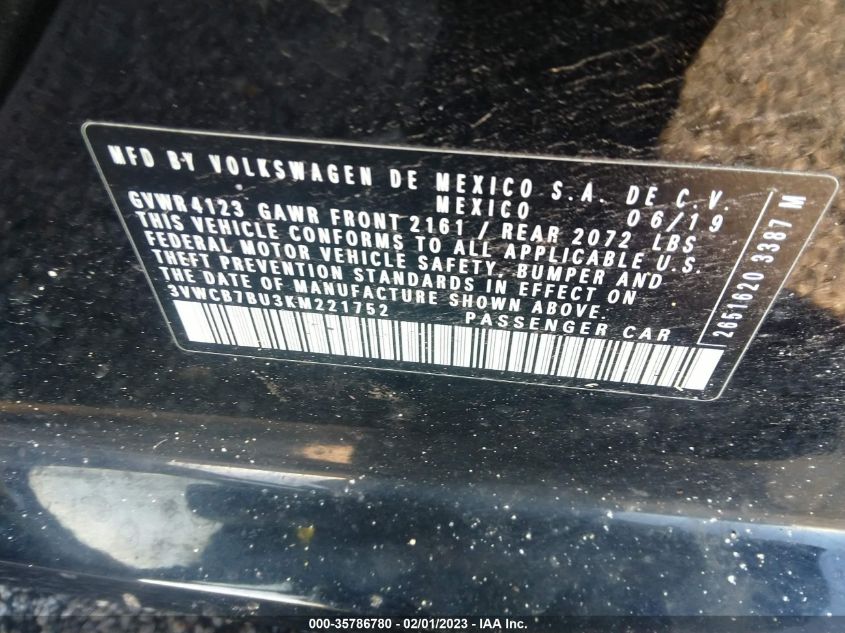 MFD BY VOLKSWAGEN DE MEXICO S.A. DE C.V.
MEXICO 06/19
GVWR 4123 GAWR FRONT 2161 / REAR 2072 LBS
THIS VEHICLE CONFORMS TO ALL APPLICABLE U.S.
FEDERAL MOTOR VEHICLE SAFETY, BUMPER AND
THEFT PREVENTION STANDARDS IN EFFECT ON
THE DATE OF MANUFACTURE SHOWN ABOVE.
3VWCB7BU3KM221752 PASSENGER CAR
2651620 3387 M
000-35786780 — 02/01/2023 — IAA Inc.